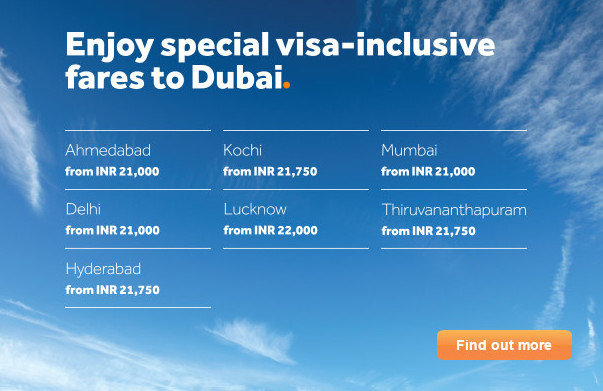 Enjoy special visa-inclusive
fares to Dubai.
Ahmedabad
from INR 21,000
Kochi
from INR 21,750
Mumbai
from INR 21,000
Delhi
from INR 21,000
Lucknow
from INR 22,000
Thiruvananthapuram
from INR 21,750
Hyderabad
from INR 21,750
Find out more